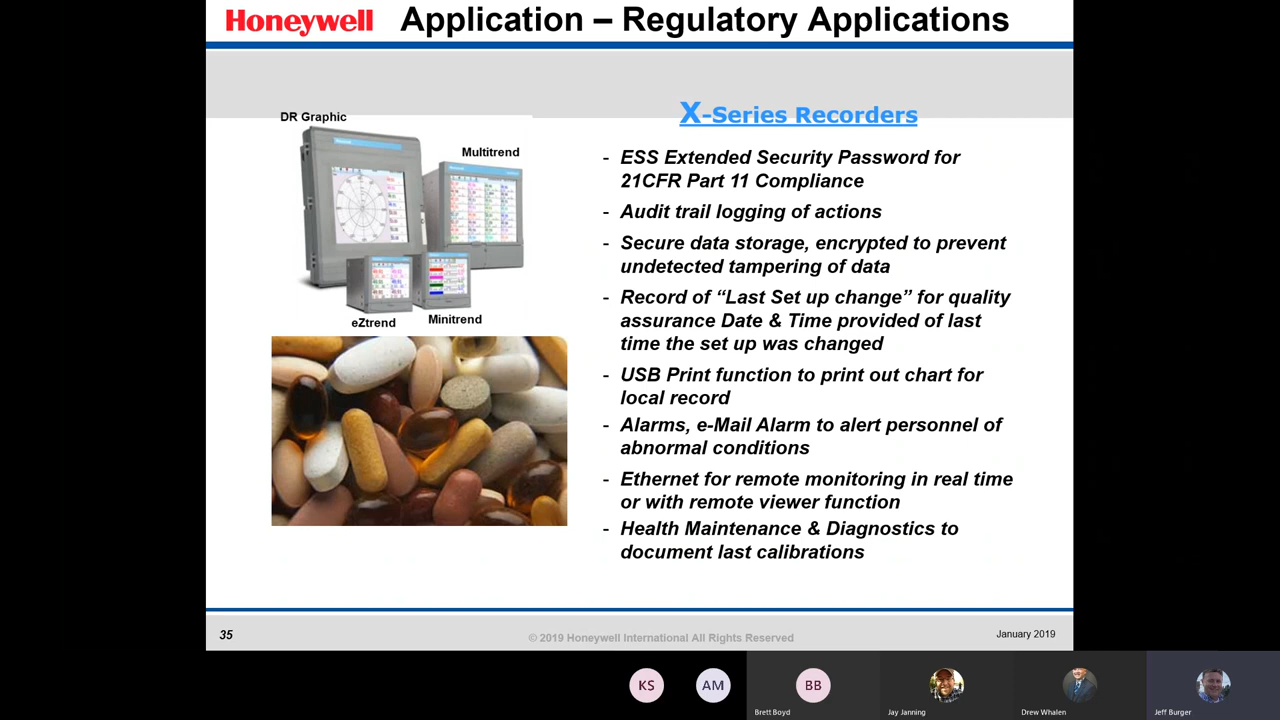 Honeywell
Application – Regulatory Applications
DR Graphic
Multitrend
eZtrend
Minitrend
X-Series Recorders
- ESS Extended Security Password for
21CFR Part 11 Compliance
- Audit trail logging of actions
- Secure data storage, encrypted to prevent
undetected tampering of data
- Record of “Last Set up change” for quality
assurance Date & Time provided of last
time the set up was changed
- USB Print function to print out chart for
local record
- Alarms, e-Mail Alarm to alert personnel of
abnormal conditions
- Ethernet for remote monitoring in real time
or with remote viewer function
- Health Maintenance & Diagnostics to
document last calibrations
35
© 2019 Honeywell International All Rights Reserved
January 2019
KS
AM
BB
Brett Boyd
Jay Janning
Drew Whalen
Jeff Burger